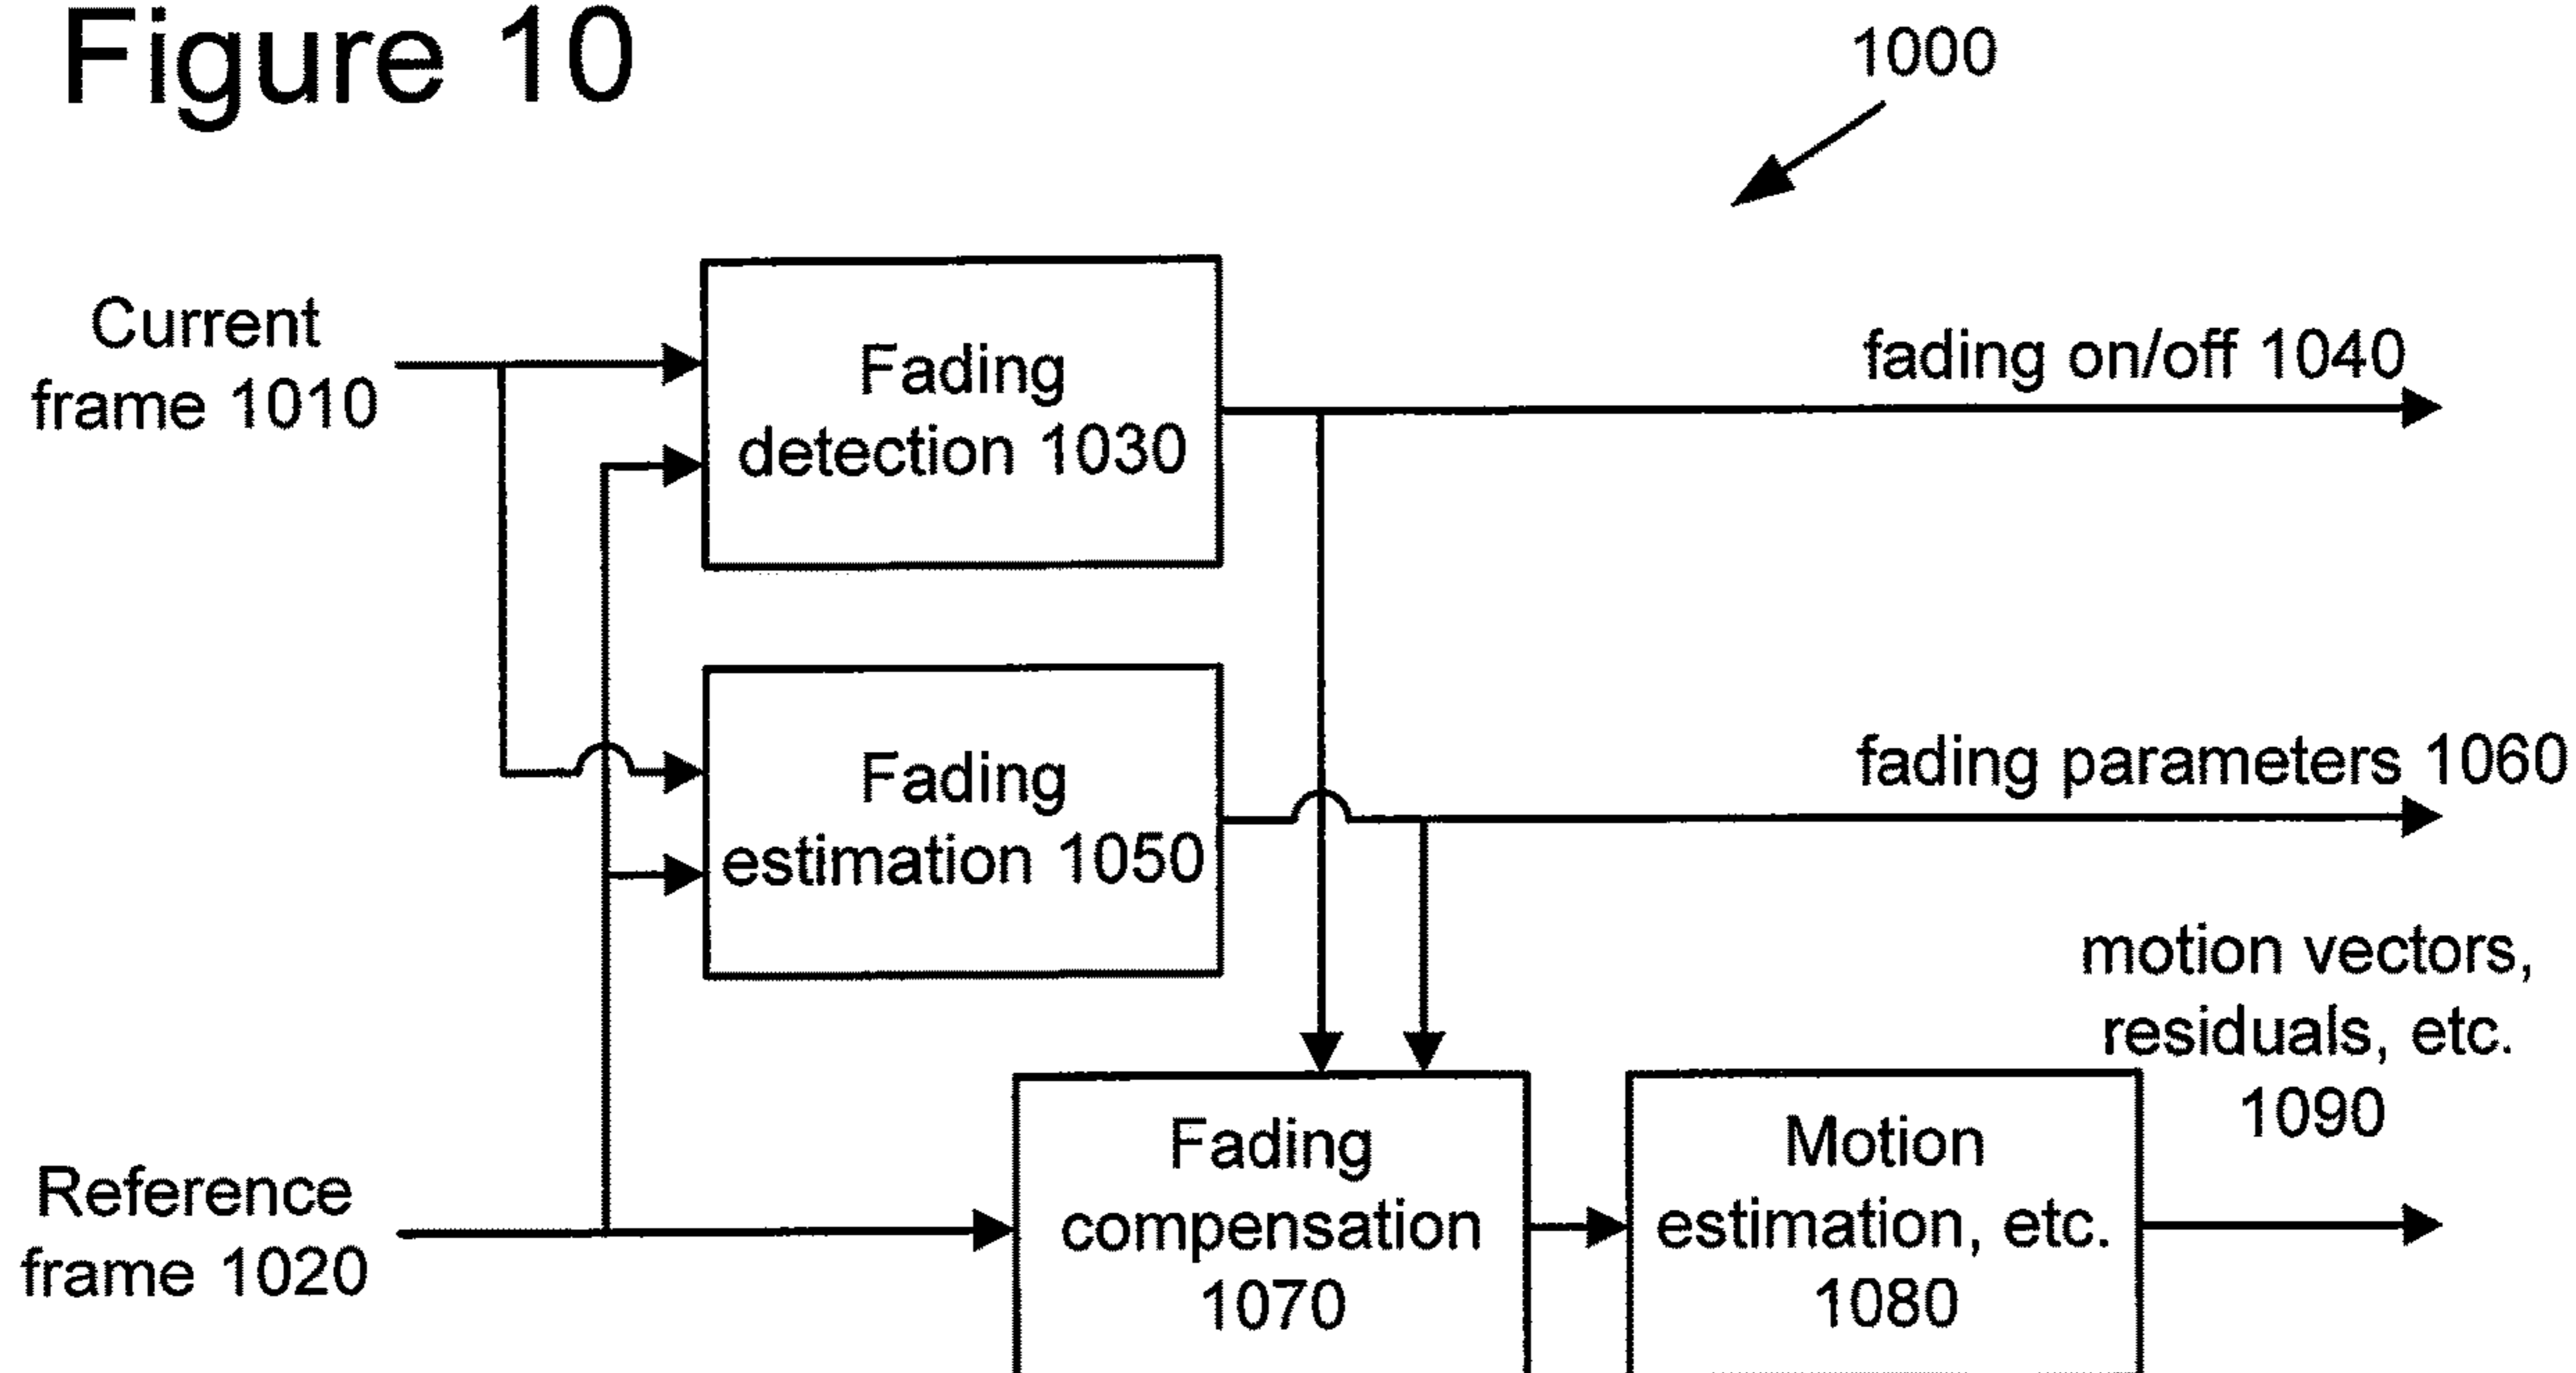 Figure 10
1000
Current
frame 1010
Fading
detection 1030
fading on/off 1040
Fading
estimation 1050
fading parameters 1060
motion vectors,
residuals, etc.
1090
Reference
frame 1020
Fading
compensation
1070
Motion
estimation, etc.
1080